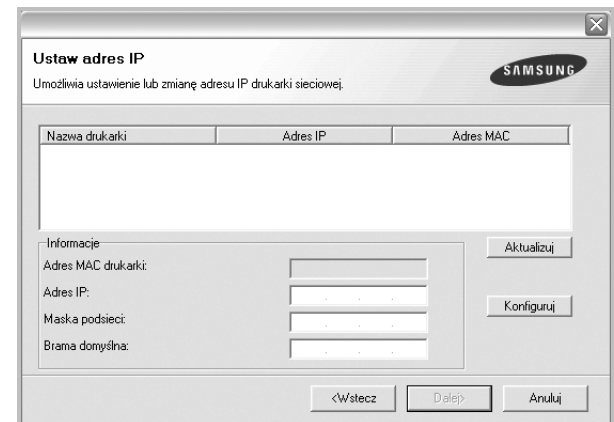 Ustaw adres IP
Umożliwia ustawienie lub zmianę adresu IP drukarki sieciowej.
SAMSUNG
Nazwa drukarki Adres IP Adres MAC
Informacje
Aktualizuj
Adres MAC drukarki:
Adres IP:
Konfiguruj
Maska podsieci:
Brama domyślna:
<Wstecz Dalej> Anuluj